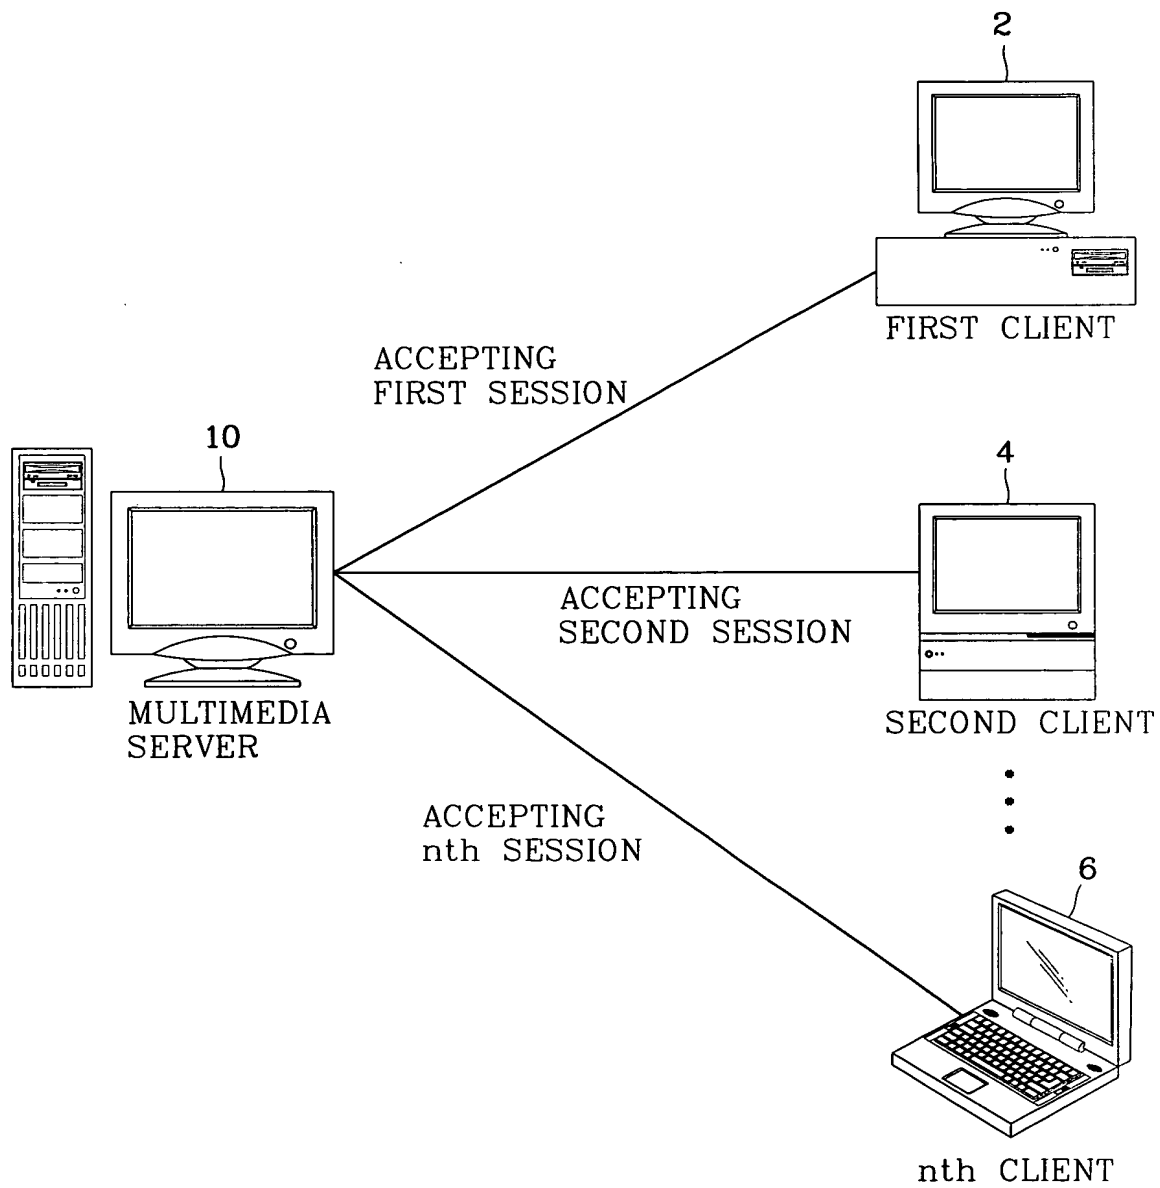 2
FIRST CLIENT
ACCEPTING
FIRST SESSION
10
MULTIMEDIA
SERVER
4
ACCEPTING
SECOND SESSION
SECOND CLIENT
ACCEPTING
nth SESSION
6
nth CLIENT